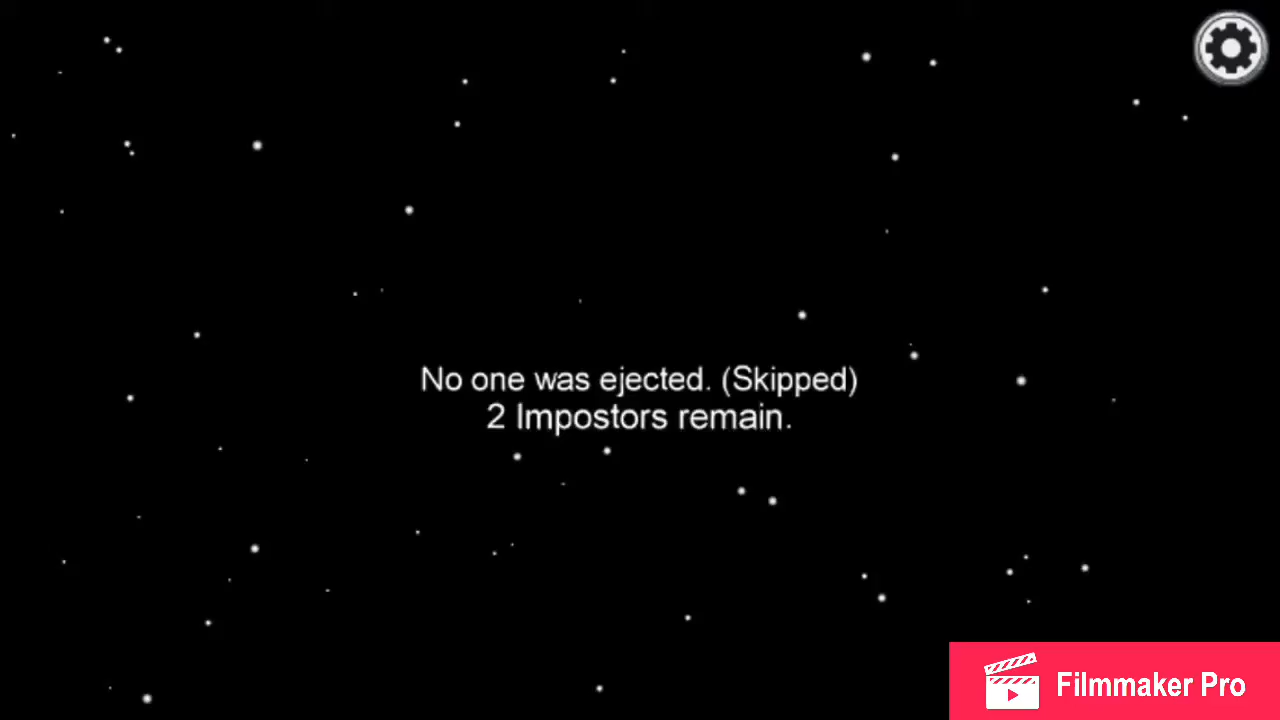 No one was ejected. (Skipped)
2 Impostors remain.
Filmmaker Pro